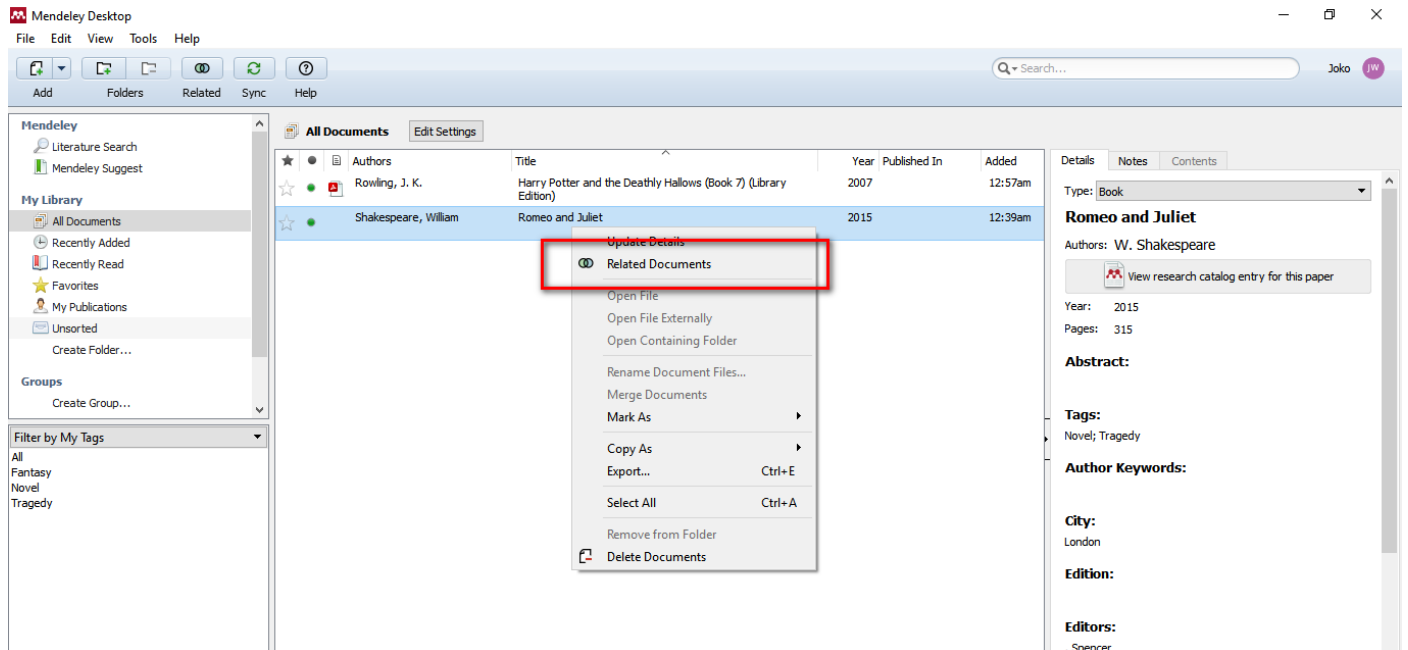 Mendeley Desktop
File Edit View Tools Help
Search...
Joko JW
Add Folders Related Sync Help
Mendeley
Literature Search
Mendeley Suggest
My Library
All Documents
Recently Added
Recently Read
Favorites
My Publications
Unsorted
Create Folder...
Groups
Create Group...
Filter by My Tags
All
Fantasy
Novel
Tragedy
All Documents Edit Settings
Authors Title Year Published In Added
Rowling, J. K. Harry Potter and the Deathly Hallows (Book 7) (Library 2007 12:57am
Edition)
Shakespeare, William Romeo and Juliet 2015 12:39am
Update Details
Related Documents
Open File
Open File Externally
Open Containing Folder
Rename Document Files...
Merge Documents
Mark As
Copy As
Export... Ctrl+E
Select All Ctrl+A
Remove from Folder
Delete Documents
Details Notes Contents
Type: Book
Romeo and Juliet
Authors: W. Shakespeare
View research catalog entry for this paper
Year: 2015
Pages: 315
Abstract:
Tags:
Novel; Tragedy
Author Keywords:
City:
London
Edition:
Editors:
Spencer